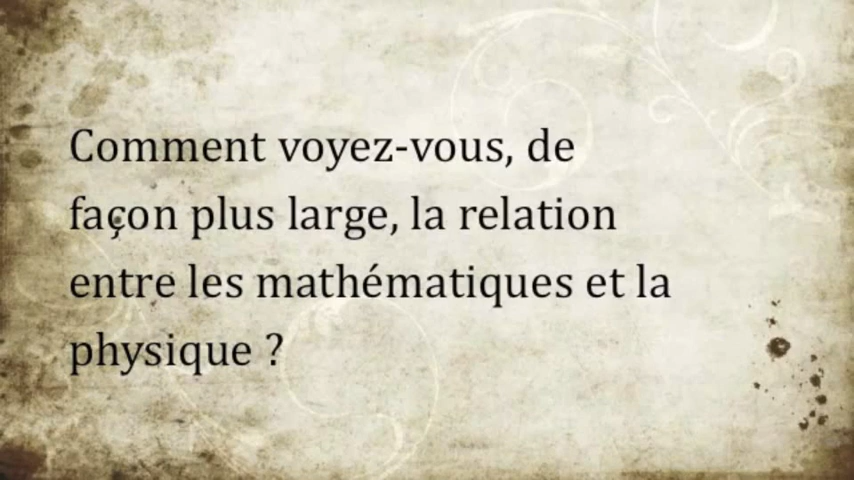 Comment voyez-vous, de
façon plus large, la relation
entre les mathématiques et la
physique ?